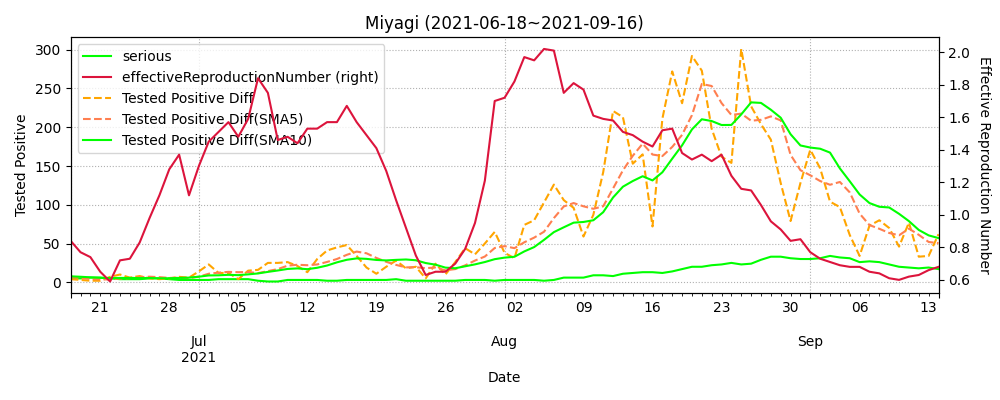 Miyagi (2021-06-18~2021-09-16)
serious
effectiveReproductionNumber (right)
Tested Positive Diff
Tested Positive Diff(SMA5)
Tested Positive Diff(SMA10)
Tested Positive
300
250
200
150
100
50
0
2.0
1.8
1.6
1.4
1.2
1.0
0.8
0.6
Effective Reproduction Number
21 28 05 12 19 26 02 09 16 23 30 06 13
Jul Aug Sep
2021
Date